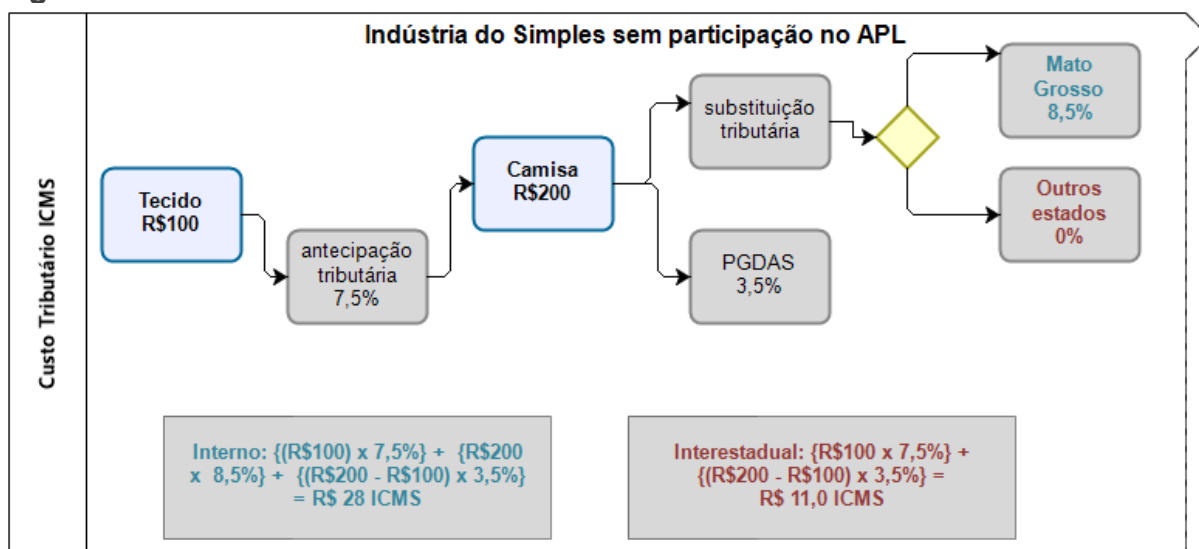 Indústria do Simples sem participação no APL
Custo Tributário ICMS
Tecido
R$100
antecipação
tributária
7,5%
Camisa
R$200
substituição
tributária
PGDAS
3,5%
Mato
Grosso
8,5%
Outros
estados
0%
Interno: {(R$100) x 7,5%} + {R$200
x 8,5%} + {(R$200 - R$100) x 3,5%}
= R$ 28 ICMS
Interestadual: {R$100 x 7,5%} +
{(R$200 - R$100) x 3,5%} =
R$ 11,0 ICMS